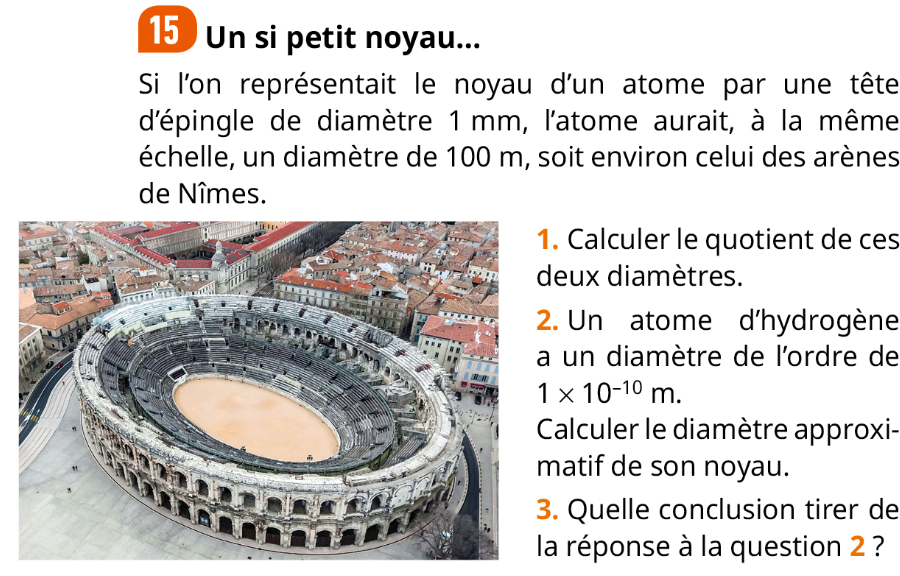 15 Un si petit noyau...
Si l'on représentait le noyau d'un atome par une tête
d'épingle de diamètre 1 mm, l'atome aurait, à la même
échelle, un diamètre de 100 m, soit environ celui des arènes
de Nîmes.
1. Calculer le quotient de ces
deux diamètres.
2. Un atome d'hydrogène
a un diamètre de l'ordre de
1 × 10⁻¹⁰ m.
Calculer le diamètre approxi-
matif de son noyau.
3. Quelle conclusion tirer de
la réponse à la question 2 ?